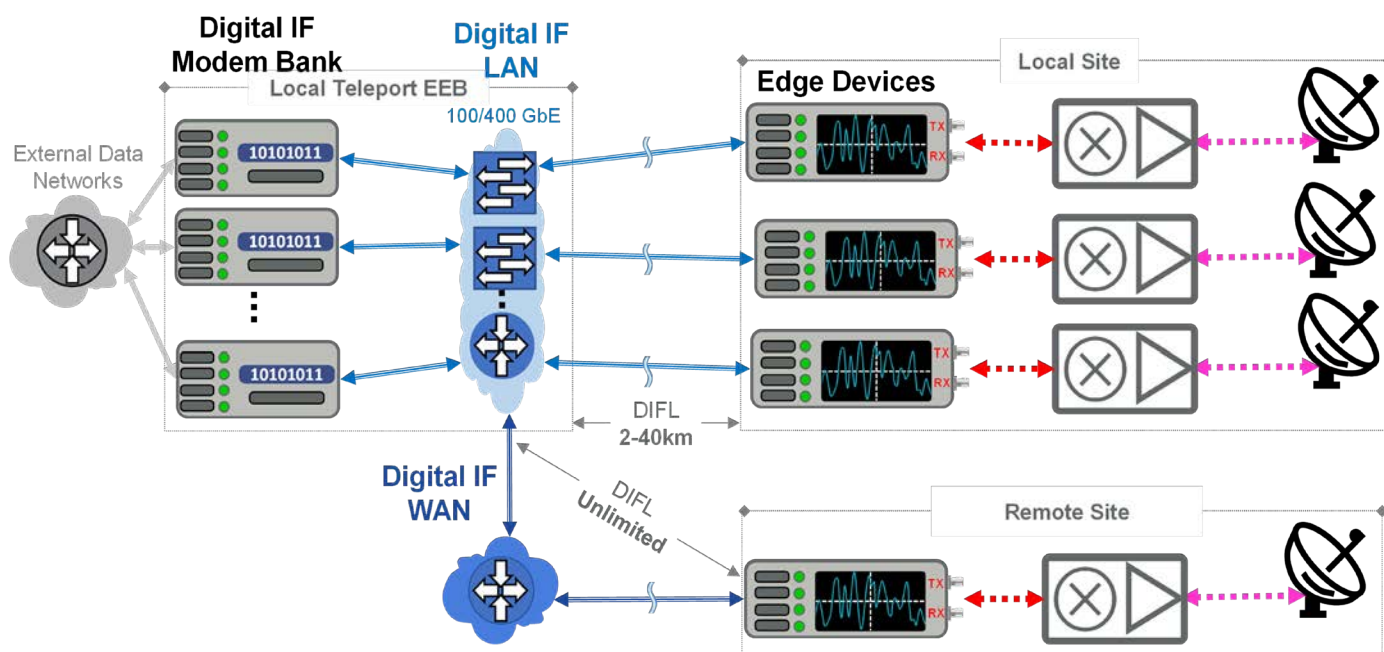 Digital IF
Modem Bank
Digital IF
LAN
Local Teleport EEB
100/400 GbE
Local Site
Edge Devices
External Data
Networks
10101011
10101011
10101011
TX
RX
TX
RX
TX
RX
DIFL
2-40km
Digital IF
WAN
DIFL
Unlimited
Remote Site
TX
RX